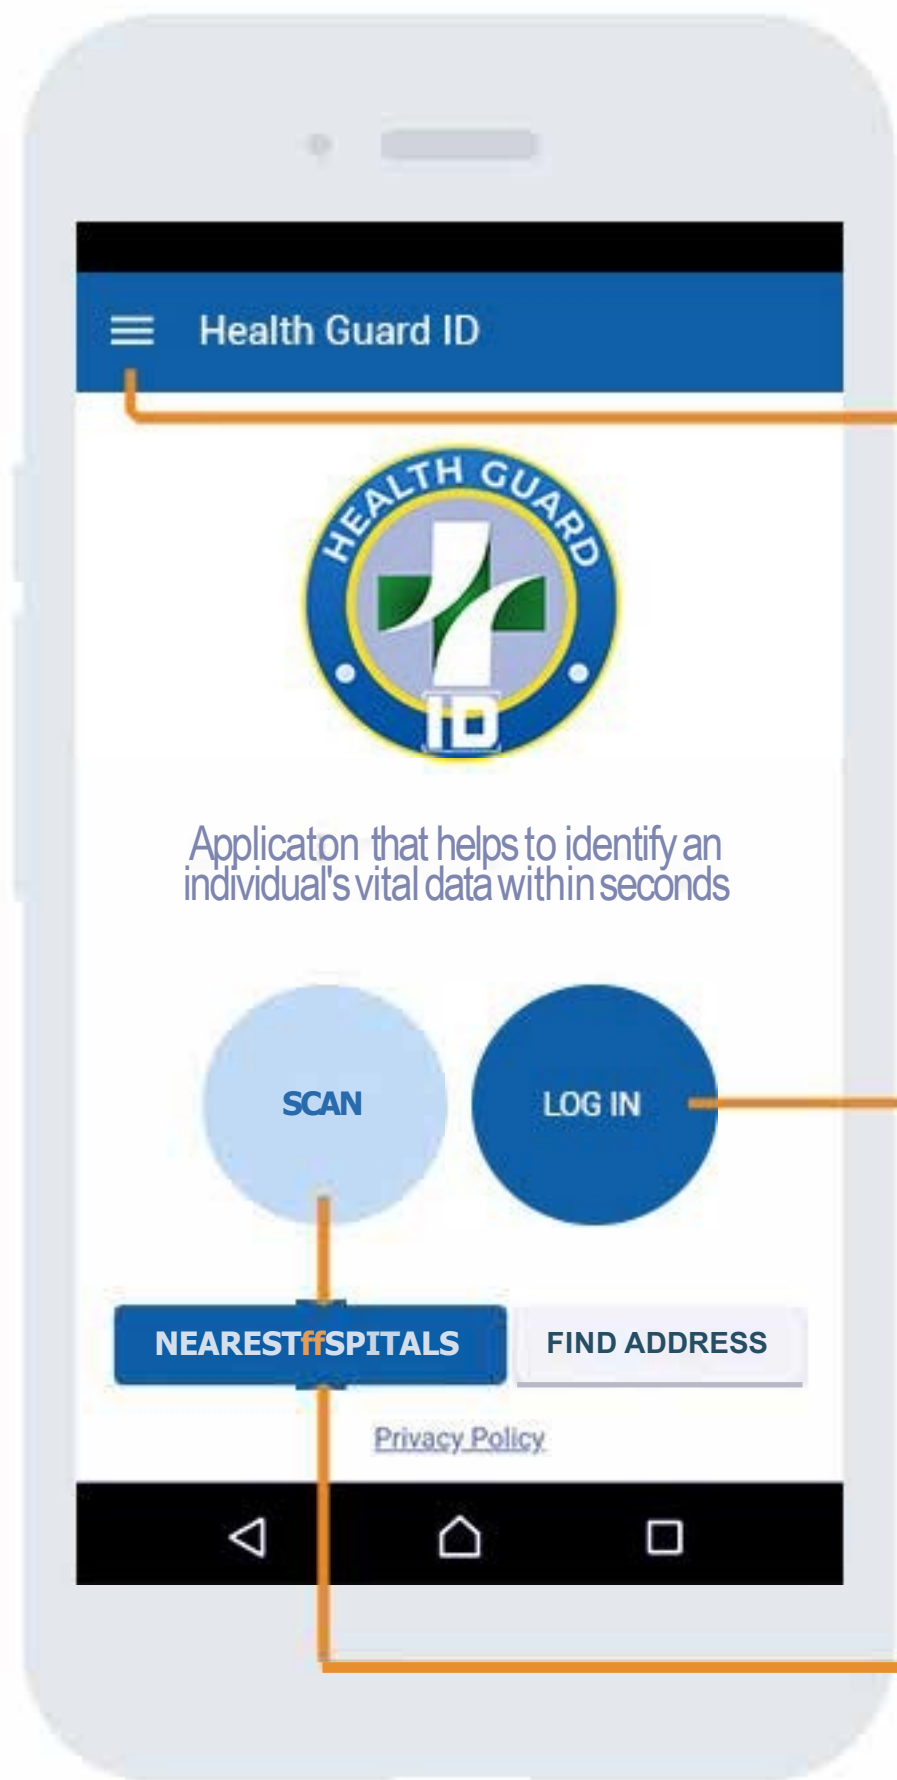 Health Guard ID
HEALTH GUARD
ID
Applicaton that helps to identify an
individual's vital data within seconds
SCAN
LOG IN
NEARESTffSPITALS
FIND ADDRESS
Privacy Policy